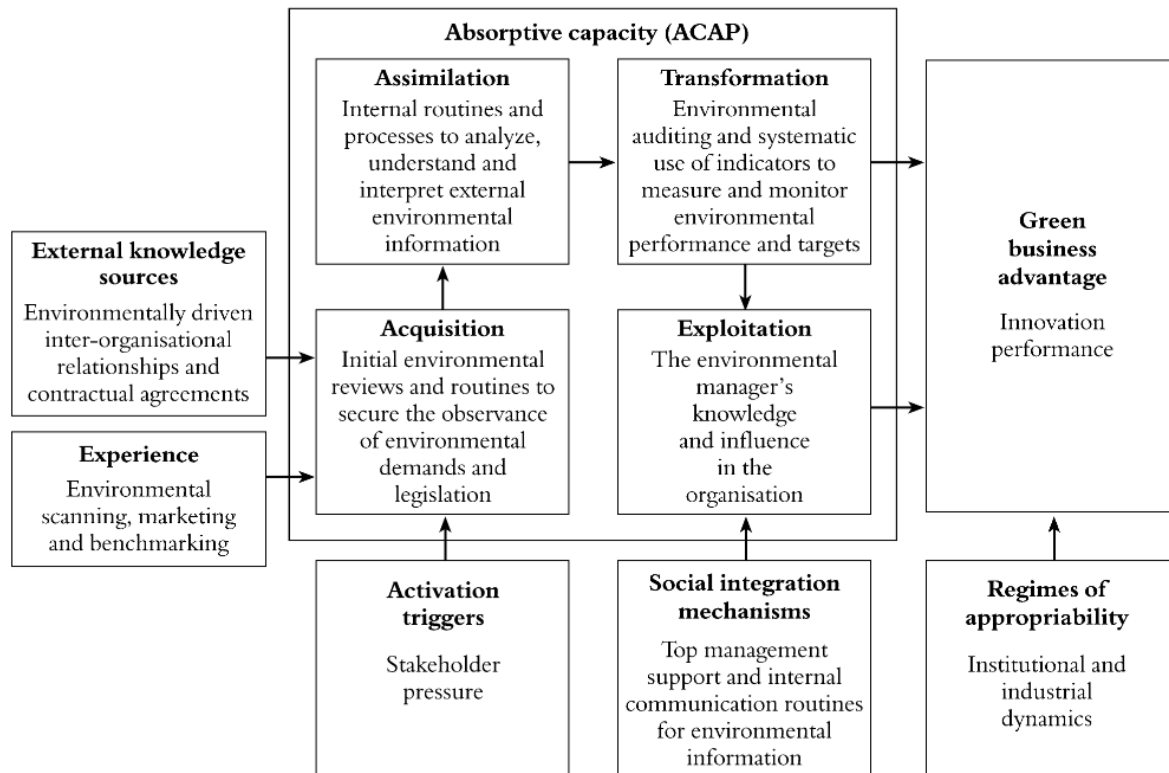 Absorptive capacity (ACAP)
Assimilation
Internal routines and
processes to analyze,
understand and
interpret external
environmental
information
Transformation
Environmental
auditing and systematic
use of indicators to
measure and monitor
environmental
performance and targets
Green
business
advantage
Innovation
performance
External knowledge
sources
Environmentally driven
inter-organisational
relationships and
contractual agreements
Acquisition
Initial environmental
reviews and routines to
secure the observance
of environmental
demands and
legislation
Exploitation
The environmental
manager's
knowledge
and influence
in the
organisation
Experience
Environmental
scanning, marketing
and benchmarking
Activation
triggers
Stakeholder
pressure
Social integration
mechanisms
Top management
support and internal
communication routines
for environmental
information
Regimes of
appropriability
Institutional and
industrial
dynamics